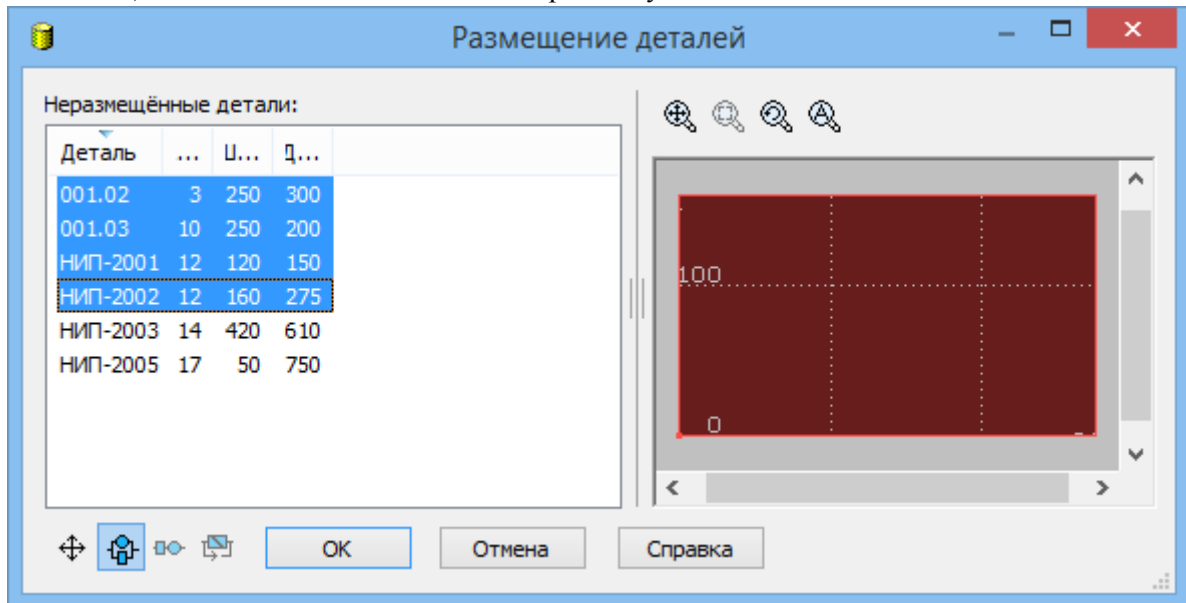 Размещение деталей
Неразмещённые детали:
Деталь ... Ш... Д...
001.02 3 250 300
001.03 10 250 200
НИП-2001 12 120 150
НИП-2002 12 160 275
НИП-2003 14 420 610
НИП-2005 17 50 750
100
0
OK Отмена Справка